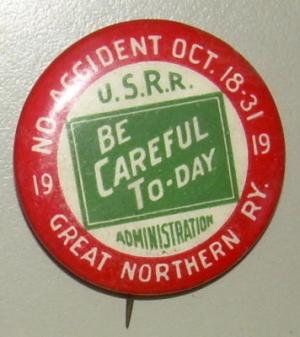 NO-ACCIDENT OCT. 18-31
U.S.R.R.
BE
CAREFUL
TO-DAY
19 19
ADMINISTRATION
GREAT NORTHERN RY.